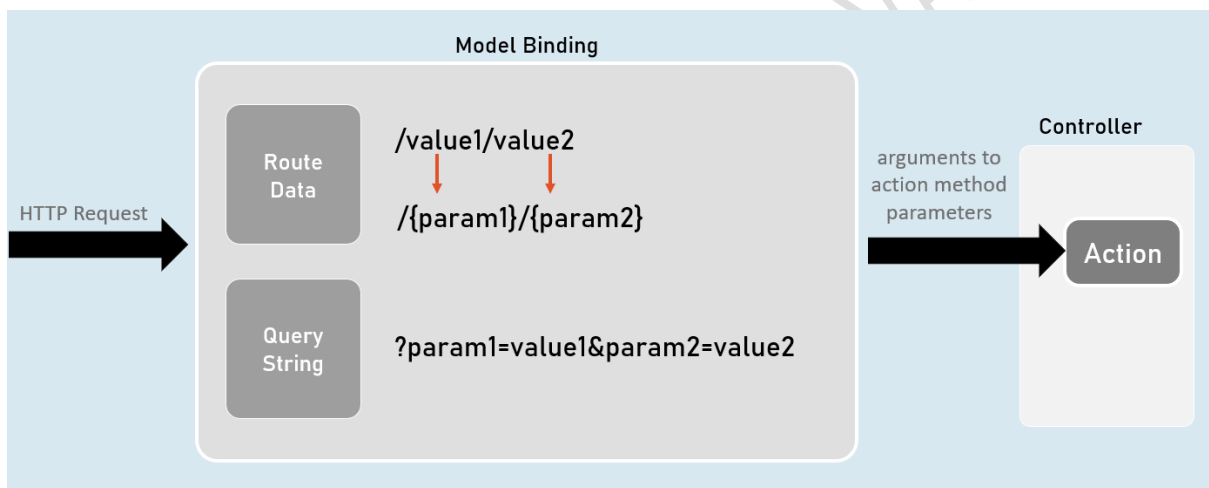 Model Binding
HTTP Request
Route
Data
/value1/value2
/{param1}/{param2}
Query
String
?param1=value1&param2=value2
arguments to
action method
parameters
Controller
Action